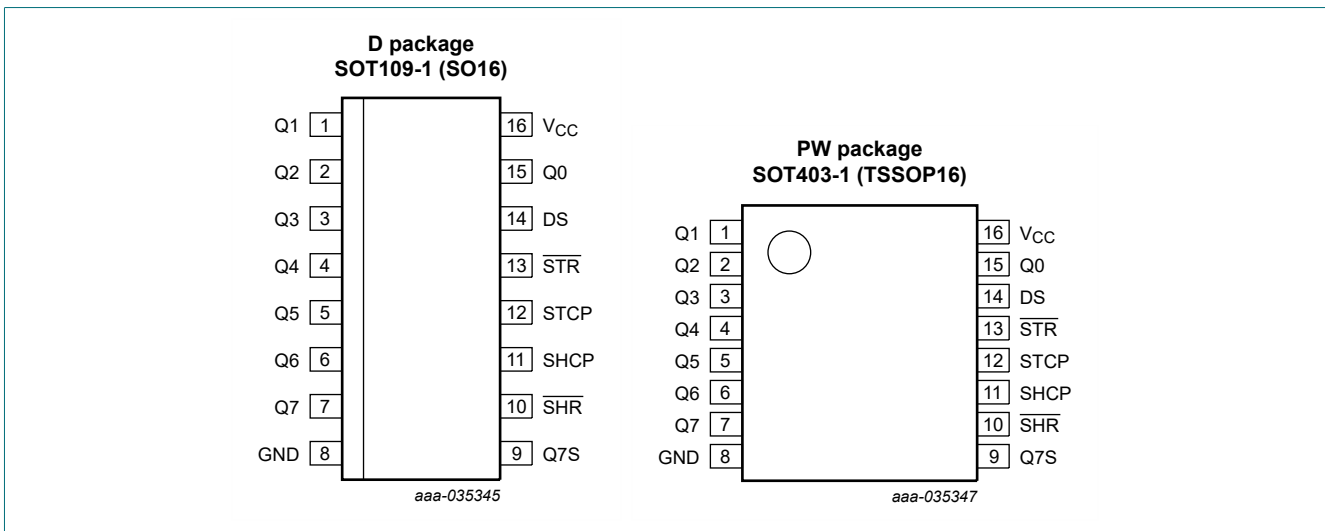 D package
SOT109-1 (SO16)
Q1 1 16 VCC
Q2 2 15 Q0
Q3 3 14 DS
Q4 4 13 STR
Q5 5 12 STCP
Q6 6 11 SHCP
Q7 7 10 SHR
GND 8 9 Q7S
aaa-035345
PW package
SOT403-1 (TSSOP16)
Q1 1 16 VCC
Q2 2 15 Q0
Q3 3 14 DS
Q4 4 13 STR
Q5 5 12 STCP
Q6 6 11 SHCP
Q7 7 10 SHR
GND 8 9 Q7S
aaa-035347